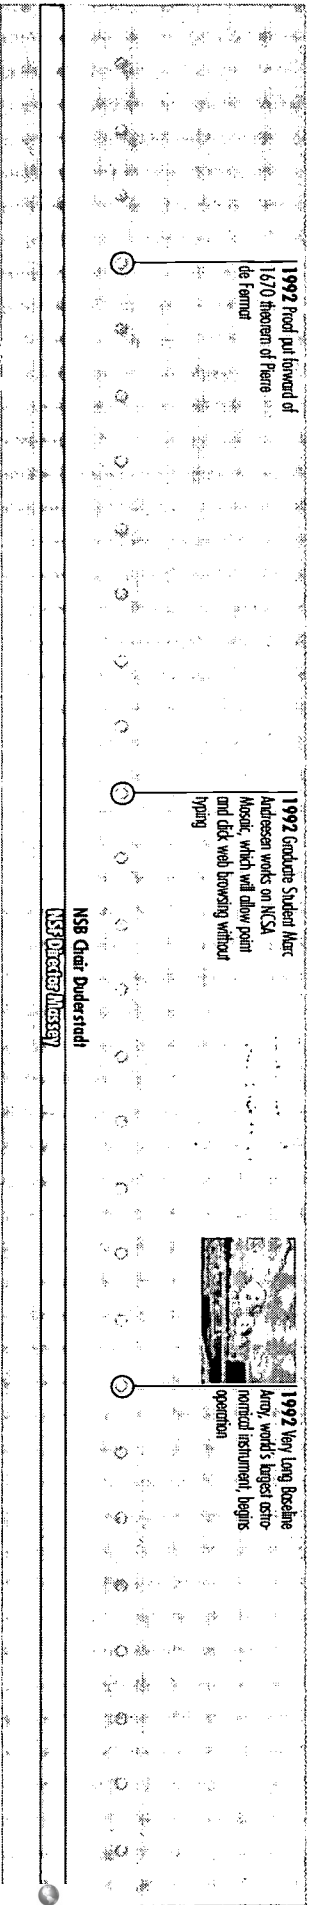 1992 Proof put forward of
1670 theorem of Pierre
de Fermat
1992 Graduate Student Marc
Andreesen works on NCSA
Mosaic, which will allow point
and click web browsing without
typing
1992 Very Long Baseline
Array, world's largest astro-
nomical instrument, begins
operation
NSB Chair Duderstadt
NSF Director Massey